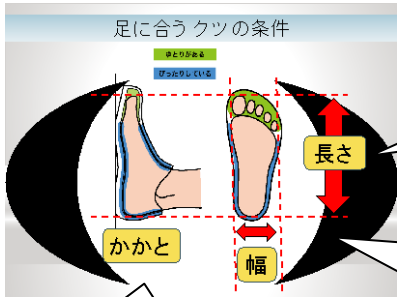 足に合うクツの条件
ゆとりがある
ぴったりしている
長さ
かかと
幅